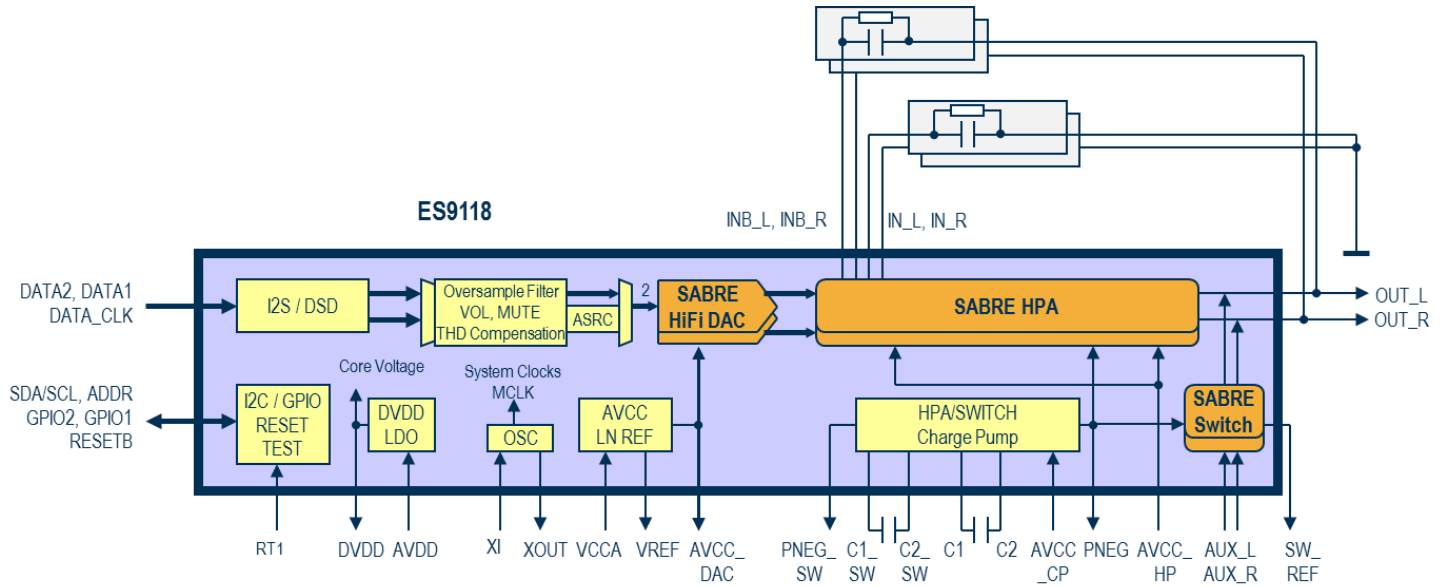 ES9118
INB_L, INB_R
IN_L, IN_R
DATA2, DATA1
DATA_CLK
I2S / DSD
Oversample Filter
VOL, MUTE
THD Compensation
ASRC
2
SABRE
HiFi DAC
SABRE HPA
OUT_L
OUT_R
SDA/SCL, ADDR
GPIO2, GPIO1
RESETB
I2C / GPIO
RESET
TEST
Core Voltage
DVDD
LDO
System Clocks
MCLK
OSC
AVCC
LN REF
HPA/SWITCH
Charge Pump
SABRE
Switch
RT1
DVDD
AVDD
XI
XOUT
VCCA
VREF
AVCC_
DAC
PNEG_
SW
C1_
SW
C2_
SW
C1
C2
AVCC
_CP
PNEG
AVCC_
HP
AUX_L
AUX_R
SW_
REF